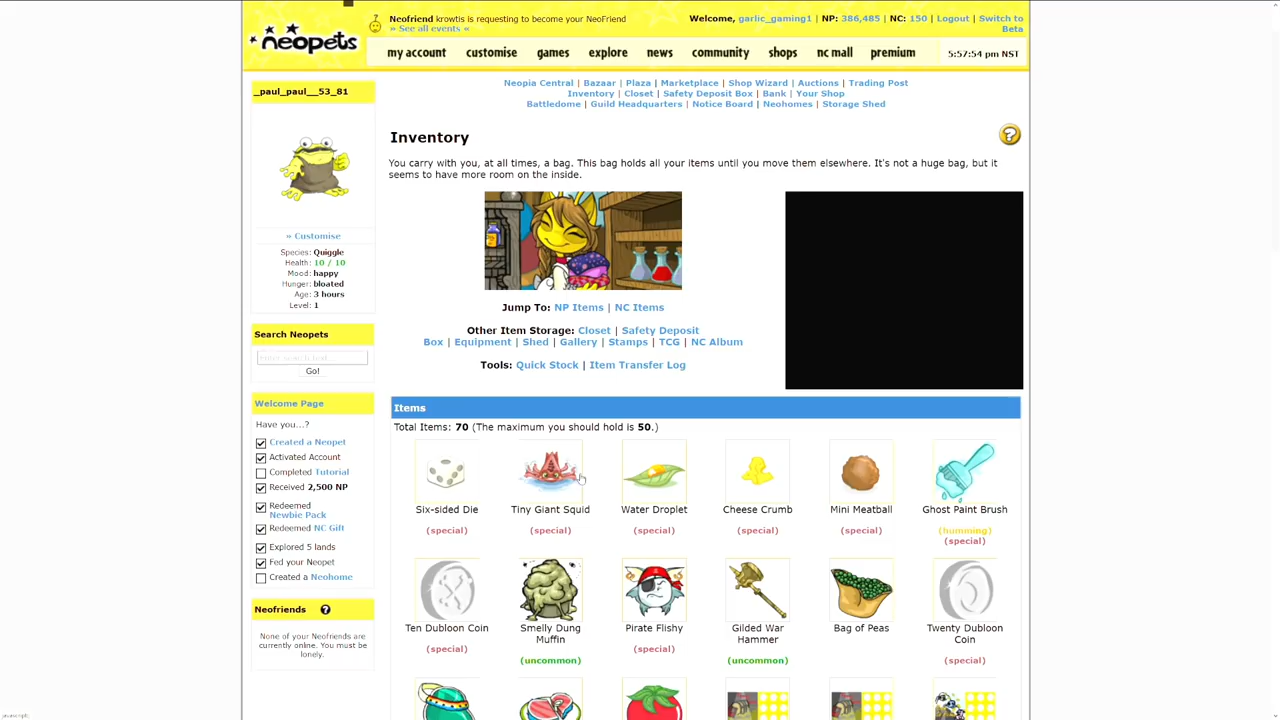 Neofriend krowtis is requesting to become your NeoFriend
« See all events «
Welcome, garlic_gaming1 | NP: 386,485 | NC: 150 | Logout | Switch to
Beta
neopets
my account customise games explore news community shops nc mall premium
5:57:54 pm NST
_paul_paul__53_81
» Customise
Species: Quiggle
Health: 10 / 10
Mood: happy
Hunger: bloated
Age: 3 hours
Level: 1
Search Neopets
Enter search text...
Go!
Welcome Page
Have you...?
Created a Neopet
Activated Account
Completed Tutorial
Received 2,500 NP
Redeemed
Newbie Pack
Redeemed NC Gift
Explored 5 lands
Fed your Neopet
Created a Neohome
Neofriends ?
None of your Neofriends are
currently online. You must be
lonely.
Neopia Central | Bazaar | Plaza | Marketplace | Shop Wizard | Auctions | Trading Post
Inventory | Closet | Safety Deposit Box | Bank | Your Shop
Battledome | Guild Headquarters | Notice Board | Neohomes | Storage Shed
Inventory
?
You carry with you, at all times, a bag. This bag holds all your items until you move them elsewhere. It's not a huge bag, but it
seems to have more room on the inside.
Jump To: NP Items | NC Items
Other Item Storage: Closet | Safety Deposit
Box | Equipment | Shed | Gallery | Stamps | TCG | NC Album
Tools: Quick Stock | Item Transfer Log
Items
Total Items: 70 (The maximum you should hold is 50.)
Six-sided Die
(special)
Tiny Giant Squid
(special)
Water Droplet
(special)
Cheese Crumb
(special)
Mini Meatball
(special)
Ghost Paint Brush
(humming)
(special)
Ten Dubloon Coin
(special)
Smelly Dung
Muffin
(uncommon)
Pirate Flishy
(special)
Gilded War
Hammer
(uncommon)
Bag of Peas
(special)
Twenty Dubloon
Coin
(special)